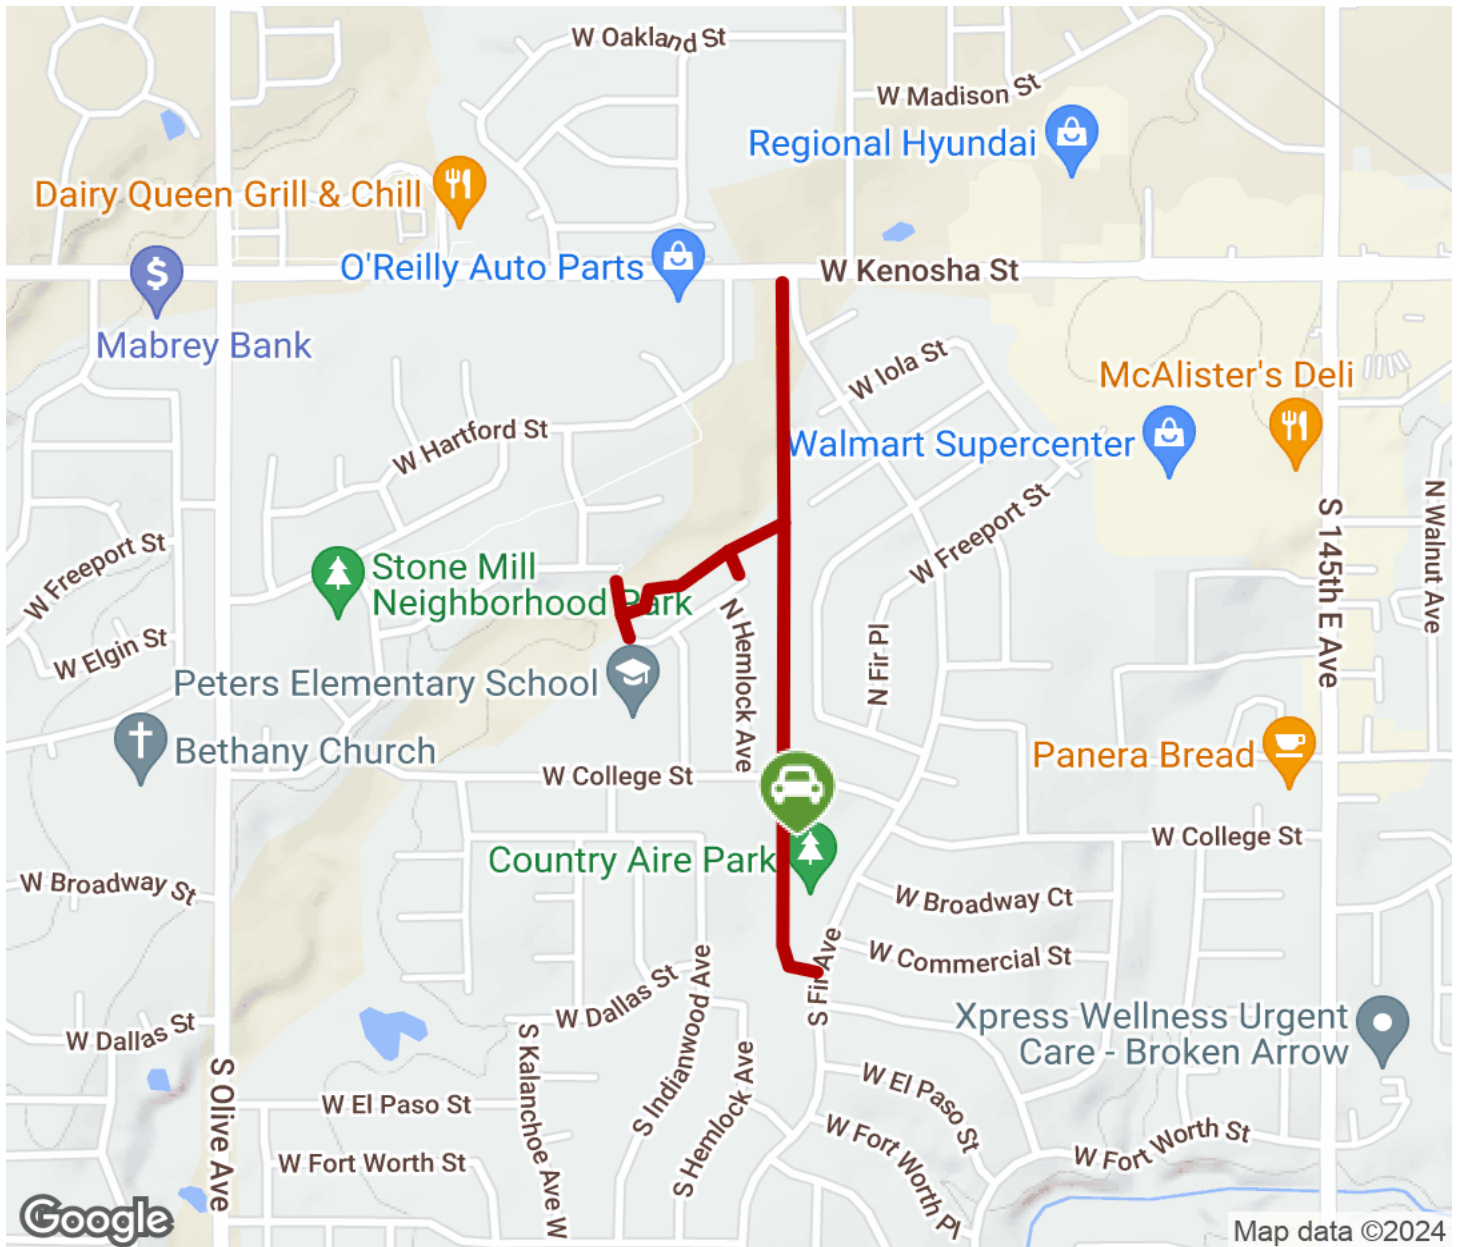 W Oakland St
W Madison St
Regional Hyundai
Dairy Queen Grill & Chill
O'Reilly Auto Parts
W Kenosha St
Mabrey Bank
W Iola St
McAlister's Deli
W Hartford St
Walmart Supercenter
N Walnut Ave
S 145th E Ave
W Freeport St
W Freeport St
Stone Mill
Neighborhood Park
N Hemlock Ave
N Fir Pl
W Elgin St
Peters Elementary School
Bethany Church
Panera Bread
W College St
W College St
Country Aire Park
W Broadway St
W Broadway Ct
W Commercial St
S Fir Ave
S Indianwood Ave
W Dallas St
W Dallas St
Xpress Wellness Urgent
Care - Broken Arrow
S Olive Ave
S Kalanchoe Ave W
S Hemlock Ave
W El Paso St
W El Paso St
W Fort Worth St
W Fort Worth Pl
W Fort Worth St
Google
Map data ©2024